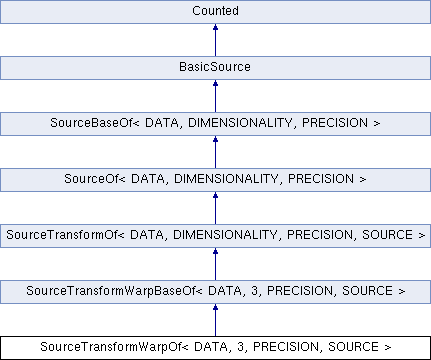 Counted
BasicSource
SourceBaseOf< DATA, DIMENSIONALITY, PRECISION >
SourceOf< DATA, DIMENSIONALITY, PRECISION >
SourceTransformOf< DATA, DIMENSIONALITY, PRECISION, SOURCE >
SourceTransformWarpBaseOf< DATA, 3, PRECISION, SOURCE >
SourceTransformWarpOf< DATA, 3, PRECISION, SOURCE >